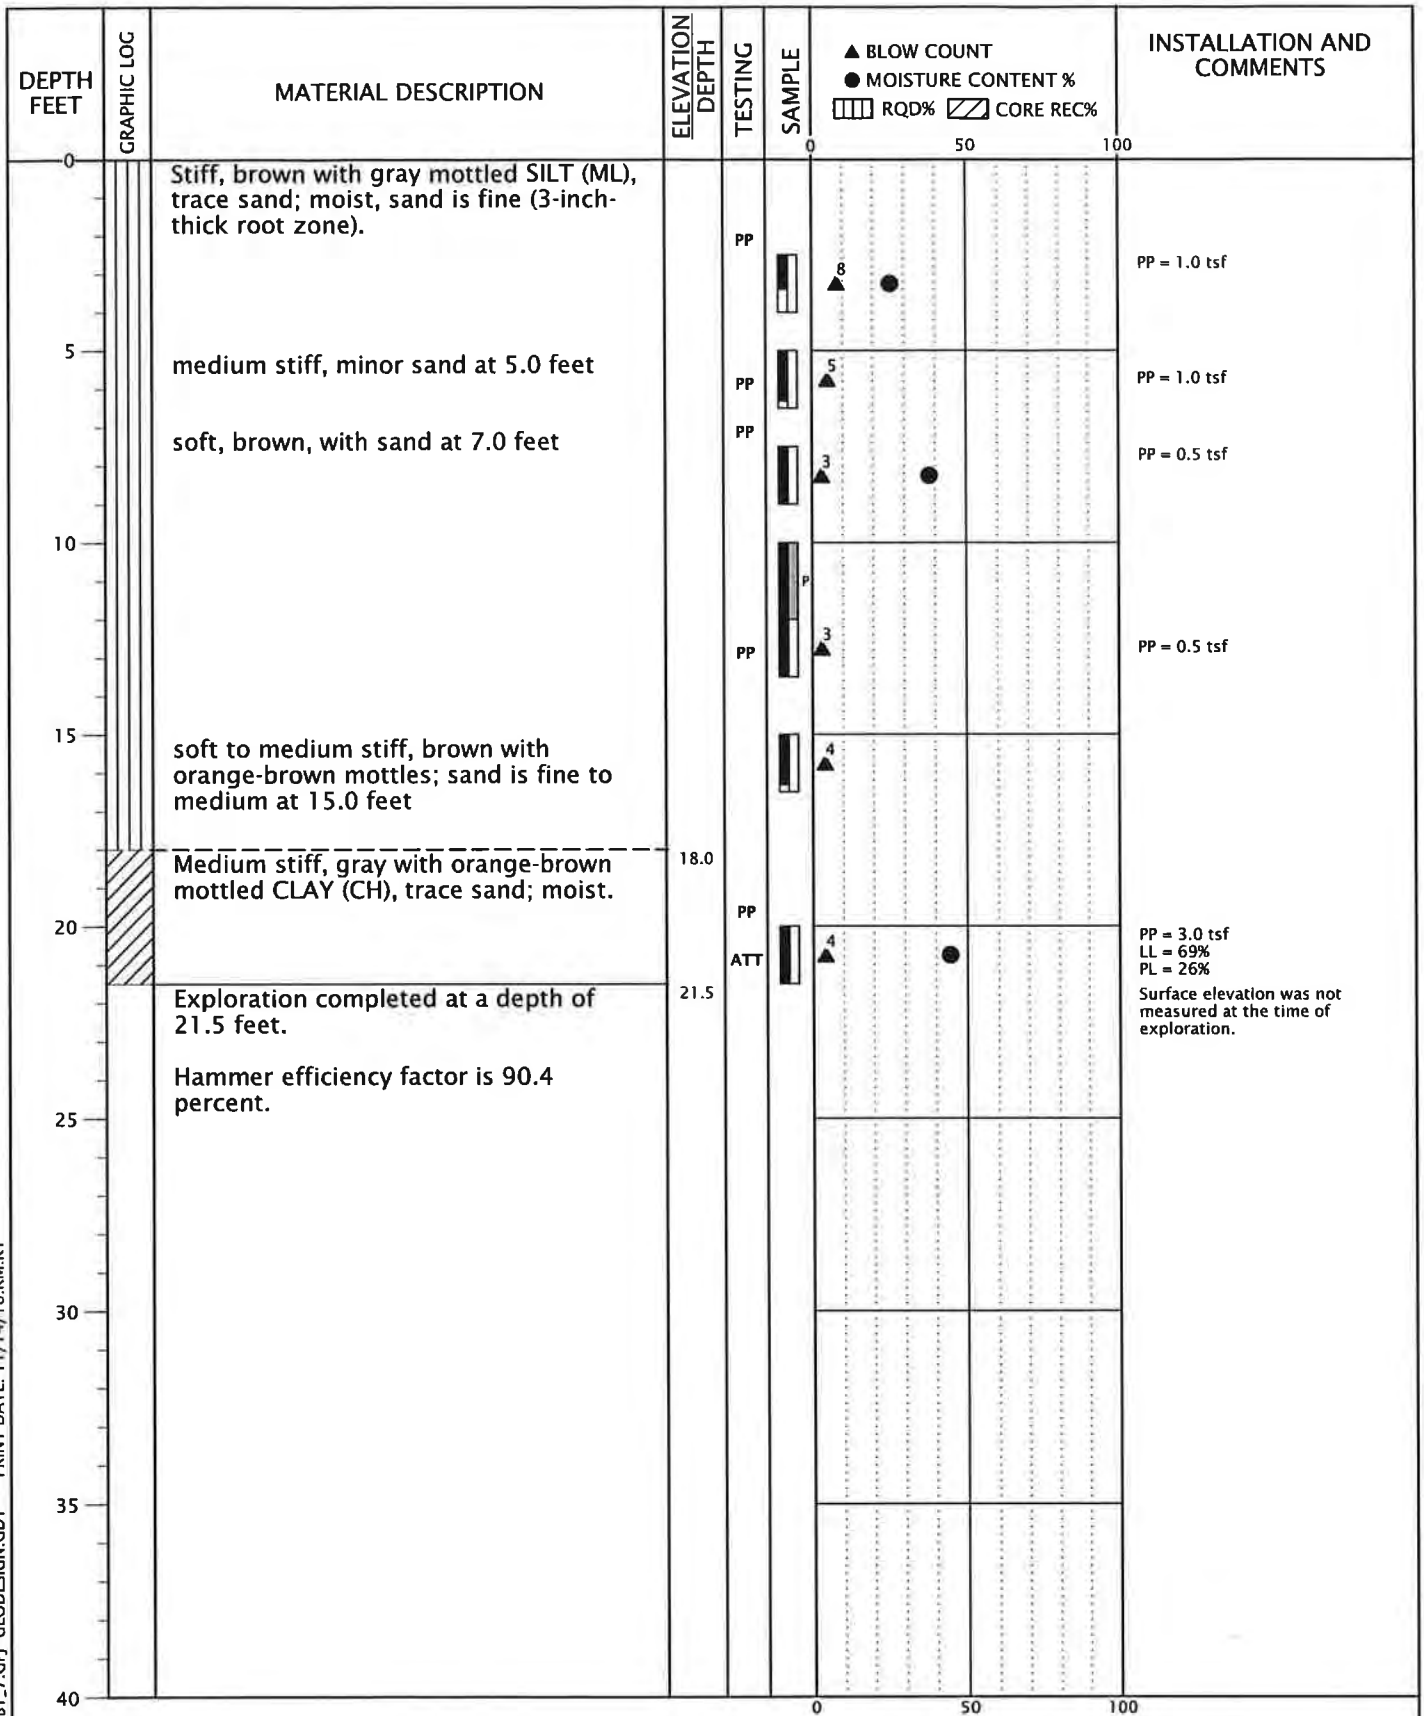 DEPTH
FEET
GRAPHIC LOG
MATERIAL DESCRIPTION
ELEVATION
DEPTH
TESTING
SAMPLE
▲ BLOW COUNT
● MOISTURE CONTENT %
RQD% CORE REC%
0 50 100
INSTALLATION AND
COMMENTS
0
Stiff, brown with gray mottled SILT (ML),
trace sand; moist, sand is fine (3-inch-
thick root zone).
PP
8
PP = 1.0 tsf
5
medium stiff, minor sand at 5.0 feet
PP
5
PP = 1.0 tsf
soft, brown, with sand at 7.0 feet
PP
3
PP = 0.5 tsf
10
P
PP
3
PP = 0.5 tsf
15
soft to medium stiff, brown with
orange-brown mottles; sand is fine to
medium at 15.0 feet
4
Medium stiff, gray with orange-brown
mottled CLAY (CH), trace sand; moist.
18.0
PP
20
ATT
4
PP = 3.0 tsf
LL = 69%
PL = 26%
Exploration completed at a depth of
21.5 feet.
21.5
Surface elevation was not
measured at the time of
exploration.
Hammer efficiency factor is 90.4
percent.
25
30
35
40
0 50 100